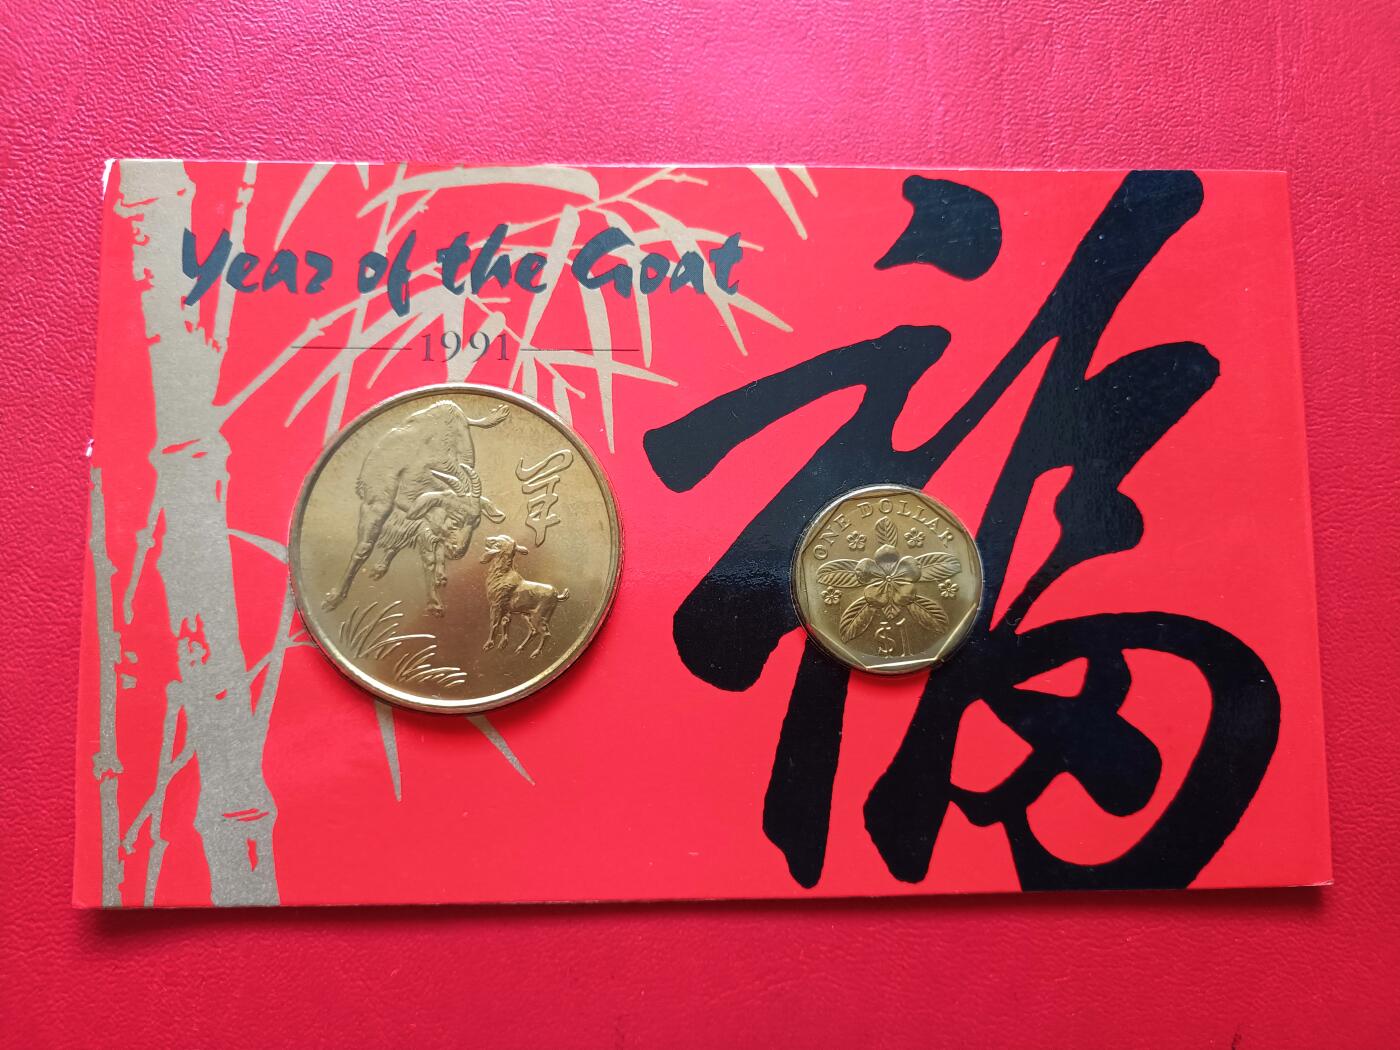 Year of the Goat
1991
福
羊
ONE DOLLAR
$1